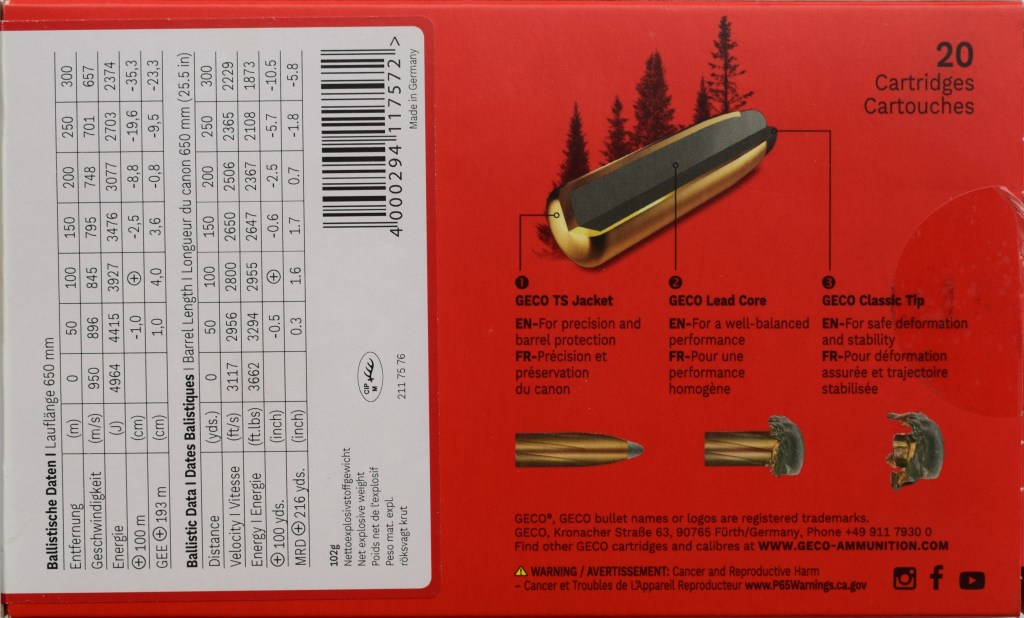 Ballistische Daten I Lauflänge 650 mm
Entfernung (m) 0 50 100 150 200 250 300
Geschwindigkeit (m/s) 950 896 845 795 748 701 657
Energie (J) 4964 4415 3927 3476 3077 2703 2374
⊕ 100 m (cm) -1,0 ⊕ -2,5 -8,8 -19,6 -35,3
GEE ⊕ 193 m (cm) 1,0 4,0 3,6 -0,8 -9,5 -23,3
Ballistic Data I Dates Balistiques I Barrel Length I Longueur du canon 650 mm (25.5 in)
Distance (yds.) 0 50 100 150 200 250 300
Velocity I Vitesse (ft/s) 3117 2956 2800 2650 2506 2365 2229
Energy I Energie (ft.lbs) 3662 3294 2955 2647 2367 2108 1873
⊕ 100 yds. (inch) -0.5 ⊕ -0.6 -2.5 -5.7 -10.5
MRD ⊕ 216 yds. (inch) 0.3 1.6 1.7 0.7 -1.8 -5.8
102g
Nettoexplosivstoffgewicht
Net explosive weight
Poids net de l'explosif
Peso mat. expl.
röksvagt krut
CIP
M
211 75 76
4 000294 117572 >
Made in Germany
20
Cartridges
Cartouches
1
GECO TS Jacket
EN-For precision and
barrel protection
FR-Précision et
préservation
du canon
2
GECO Lead Core
EN-For a well-balanced
performance
FR-Pour une
performance
homogène
3
GECO Classic Tip
EN-For safe deformation
and stability
FR-Pour déformation
assurée et trajectoire
stabilisée
GECO®, GECO bullet names or logos are registered trademarks.
GECO, Kronacher Straße 63, 90765 Fürth/Germany, Phone +49 911 7930 0
Find other GECO cartridges and calibres at WWW.GECO-AMMUNITION.COM
WARNING / AVERTISSEMENT: Cancer and Reproductive Harm
- Cancer et Troubles de L'Appareil Reproducteur www.P65Warnings.ca.gov